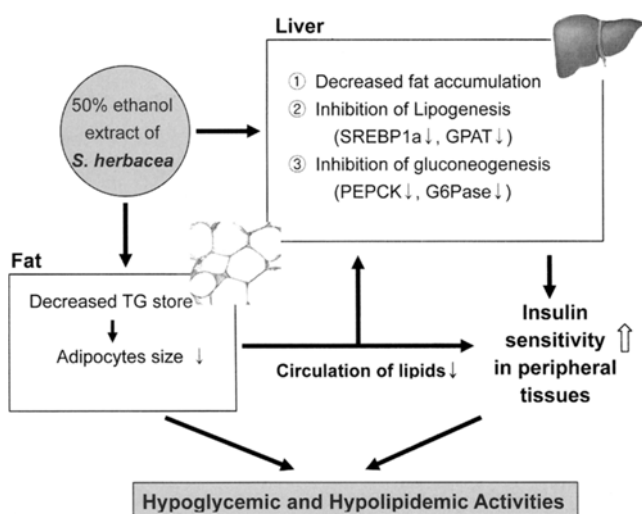 Liver
① Decreased fat accumulation
② Inhibition of Lipogenesis
(SREBP1a↓, GPAT↓)
③ Inhibition of gluconeogenesis
(PEPCK↓, G6Pase↓)
50% ethanol
extract of
S. herbacea
Fat
Decreased TG store
Adipocytes size ↓
Circulation of lipids↓
Insulin
sensitivity
in peripheral
tissues
Hypoglycemic and Hypolipidemic Activities